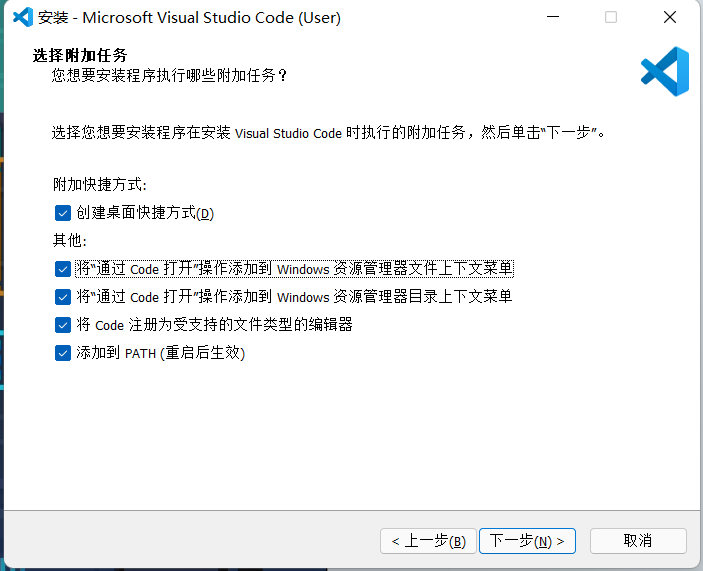 安装 - Microsoft Visual Studio Code (User)
选择附加任务
您想要安装程序执行哪些附加任务？
选择您想要安装程序在安装 Visual Studio Code 时执行的附加任务，然后单击“下一步”。
附加快捷方式:
创建桌面快捷方式(D)
其他:
将“通过 Code 打开”操作添加到 Windows 资源管理器文件上下文菜单
将“通过 Code 打开”操作添加到 Windows 资源管理器目录上下文菜单
将 Code 注册为受支持的文件类型的编辑器
添加到 PATH (重启后生效)
< 上一步(B) 下一步(N) > 取消